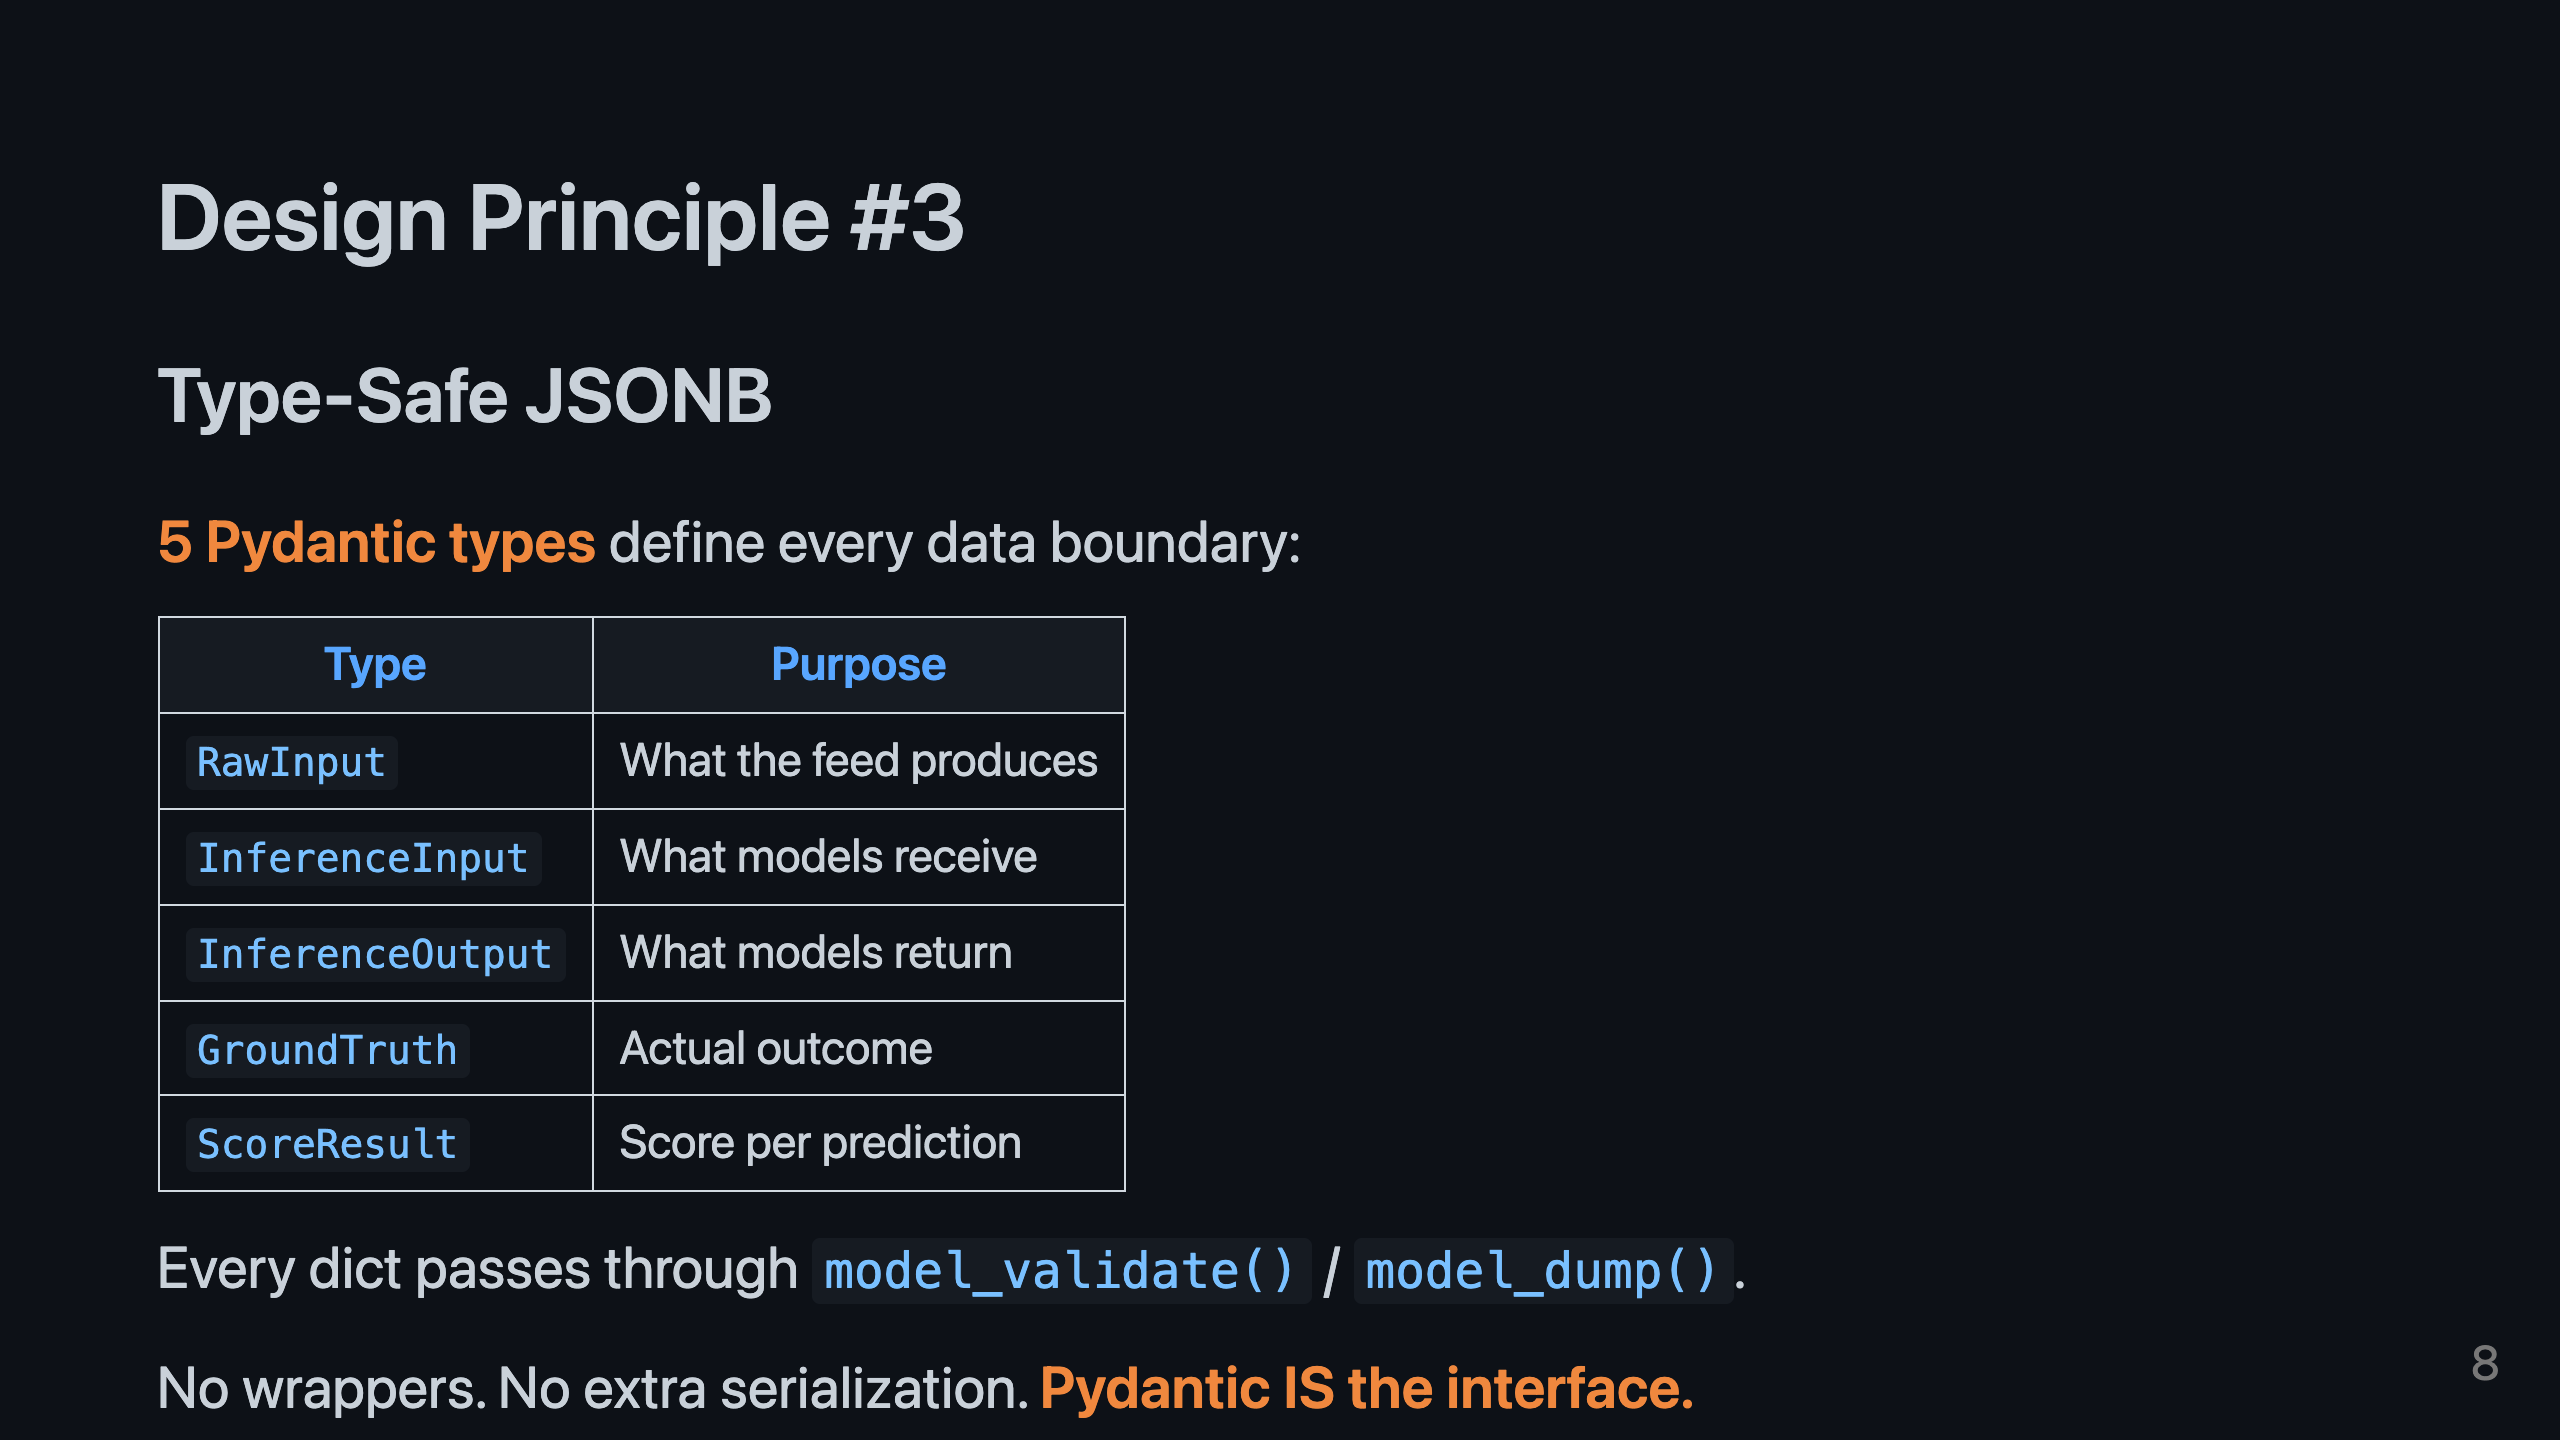 Design Principle #3
Type-Safe JSONB
5 Pydantic types define every data boundary:
Type Purpose
RawInput What the feed produces
InferenceInput What models receive
InferenceOutput What models return
GroundTruth Actual outcome
ScoreResult Score per prediction
Every dict passes through model_validate() / model_dump().
No wrappers. No extra serialization. Pydantic IS the interface.
8